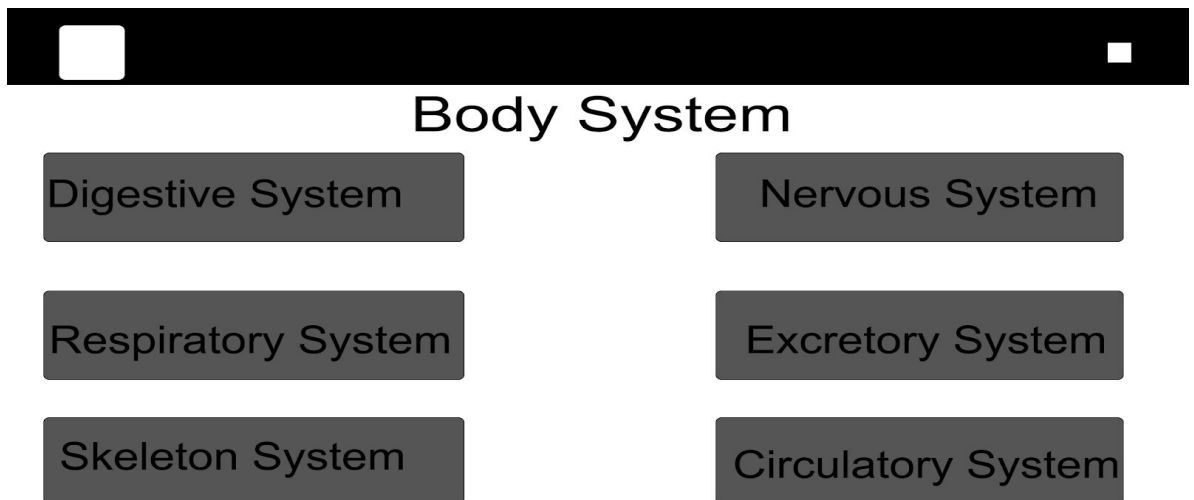 Body System
Digestive System
Nervous System
Respiratory System
Excretory System
Skeleton System
Circulatory System